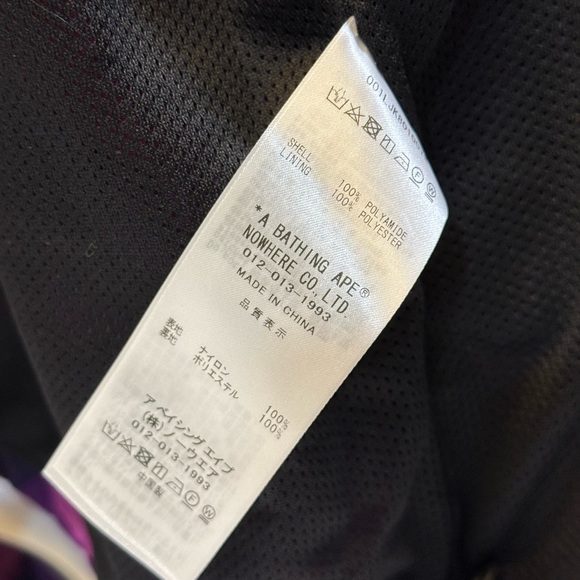 SHELL 100% POLYAMIDE
LINING 100% POLYESTER
*A BATHING APE®
NOWHERE CO.,LTD.
012-013-1993
MADE IN CHINA
品質表示
表地 ナイロン 100%
裏地 ポリエステル 100%
ア ベイシング エイプ
(株)ノーウェア
012-013-1993
中国製